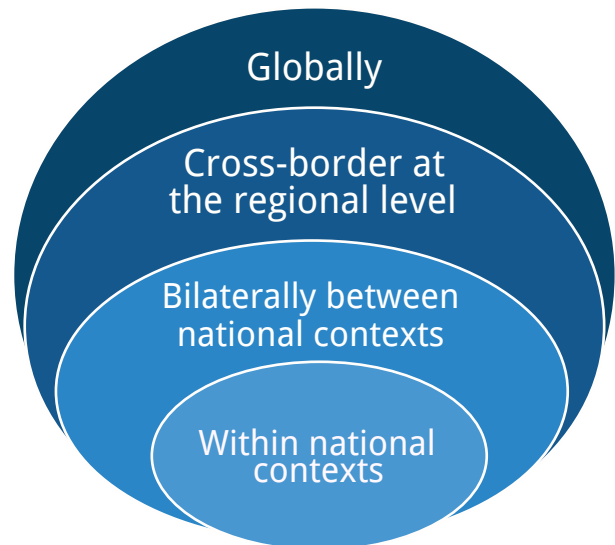 Globally
Cross-border at
the regional level
Bilaterally between
national contexts
Within national
contexts